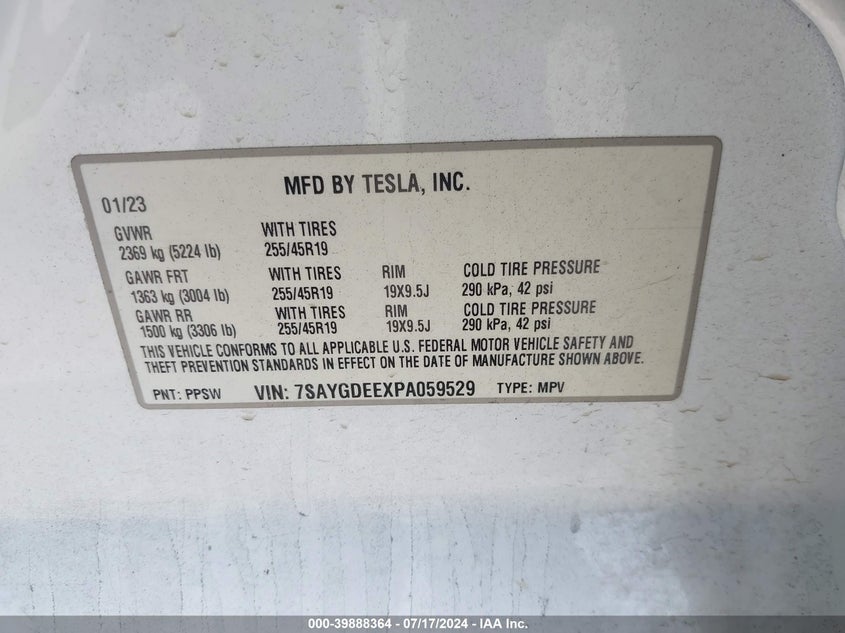 MFD BY TESLA, INC.
01/23
GVWR WITH TIRES
2369 kg (5224 lb) 255/45R19
GAWR FRT WITH TIRES RIM COLD TIRE PRESSURE
1363 kg (3004 lb) 255/45R19 19X9.5J 290 kPa, 42 psi
GAWR RR WITH TIRES RIM COLD TIRE PRESSURE
1500 kg (3306 lb) 255/45R19 19X9.5J 290 kPa, 42 psi
THIS VEHICLE CONFORMS TO ALL APPLICABLE U.S. FEDERAL MOTOR VEHICLE SAFETY AND
THEFT PREVENTION STANDARDS IN EFFECT ON THE DATE OF MANUFACTURE SHOWN ABOVE.
PNT: PPSW VIN: 7SAYGDEEXPA059529 TYPE: MPV
000-39888364 - 07/17/2024 - IAA Inc.